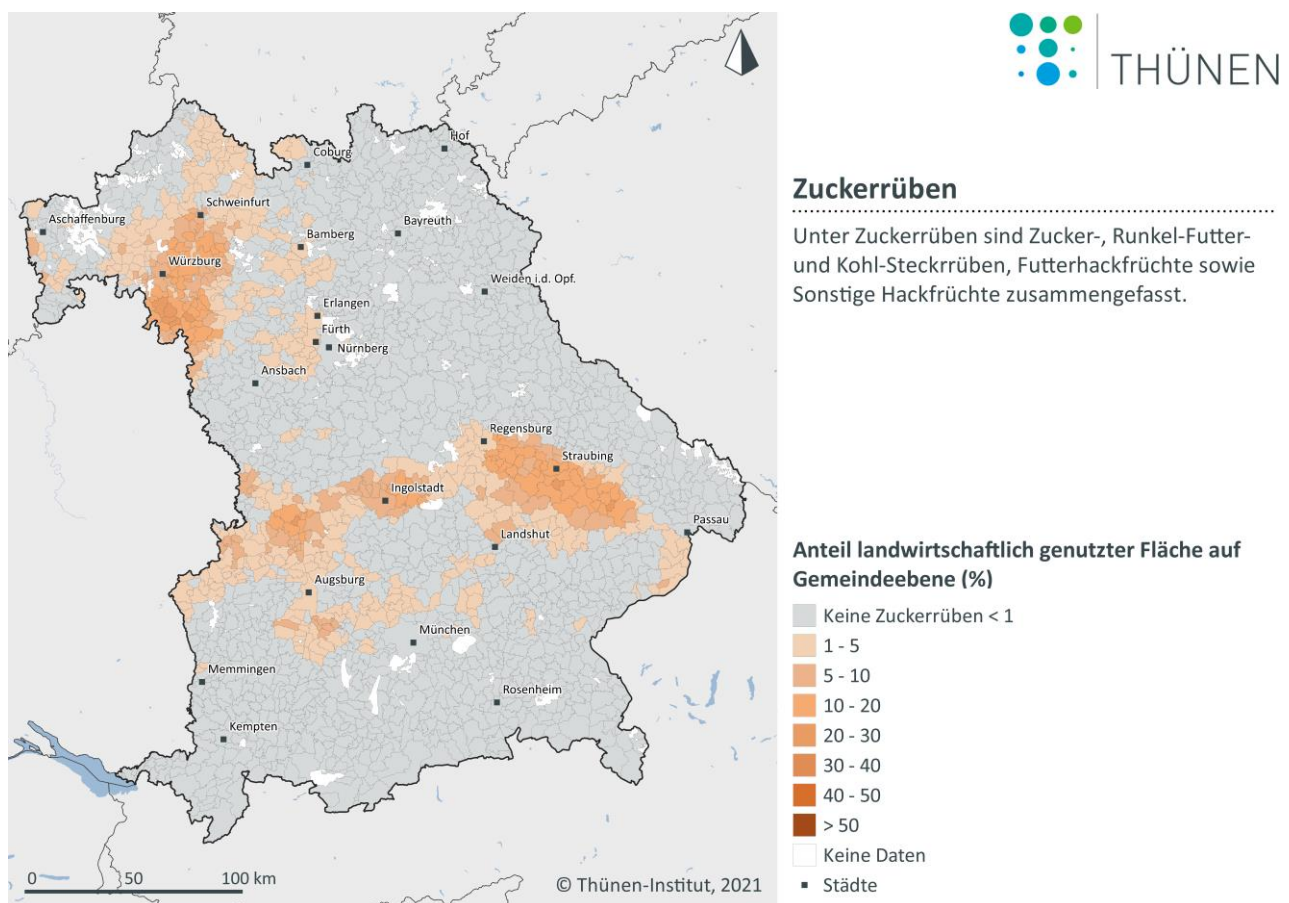 THÜNEN
Hof
Coburg
Schweinfurt
Aschaffenburg
Bayreuth
Bamberg
Würzburg
Weiden i.d. Opf.
Erlangen
Fürth
Nürnberg
Ansbach
Regensburg
Straubing
Ingolstadt
Passau
Landshut
Augsburg
München
Memmingen
Rosenheim
Kempten
0 50 100 km
© Thünen-Institut, 2021
Zuckerrüben
Unter Zuckerrüben sind Zucker-, Runkel-Futter-
und Kohl-Steckrrüben, Futterhackfrüchte sowie
Sonstige Hackfrüchte zusammengefasst.
Anteil landwirtschaftlich genutzter Fläche auf
Gemeindeebene (%)
Keine Zuckerrüben < 1
1 - 5
5 - 10
10 - 20
20 - 30
30 - 40
40 - 50
> 50
Keine Daten
Städte